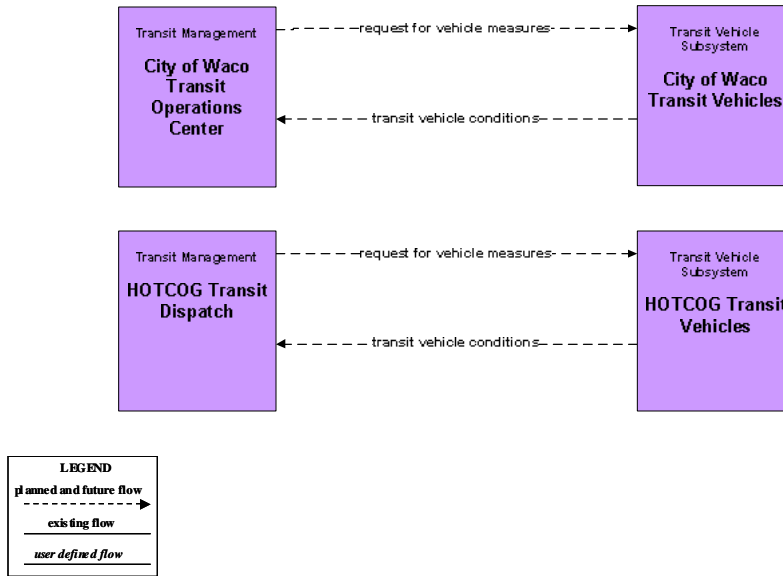 Transit Management
City of Waco
Transit
Operations
Center
request for vehicle measures
transit vehicle conditions
Transit Vehicle
Subsystem
City of Waco
Transit Vehicles
Transit Management
HOTCOG Transit
Dispatch
request for vehicle measures
transit vehicle conditions
Transit Vehicle
Subsystem
HOTCOG Transit
Vehicles
LEGEND
planned and future flow
existing flow
user defined flow